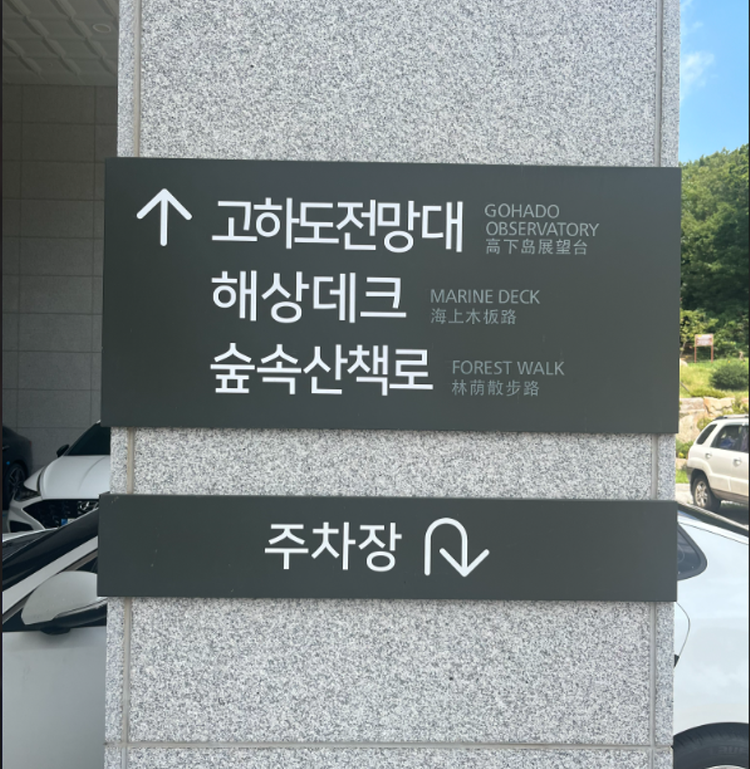 고하도전망대
GOHADO
OBSERVATORY
高下岛展望台
해상데크
MARINE DECK
海上木板路
숲속산책로
FOREST WALK
林荫散步路
주차장